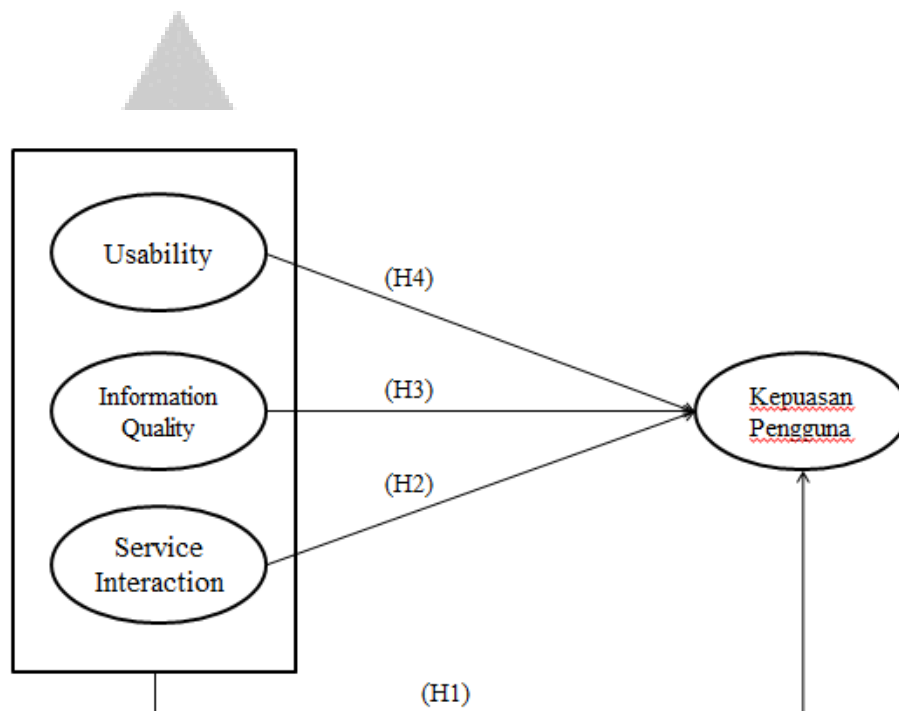 Usability
(H4)
Information
Quality
(H3)
Kepuasan
Pengguna
(H2)
Service
Interaction
(H1)